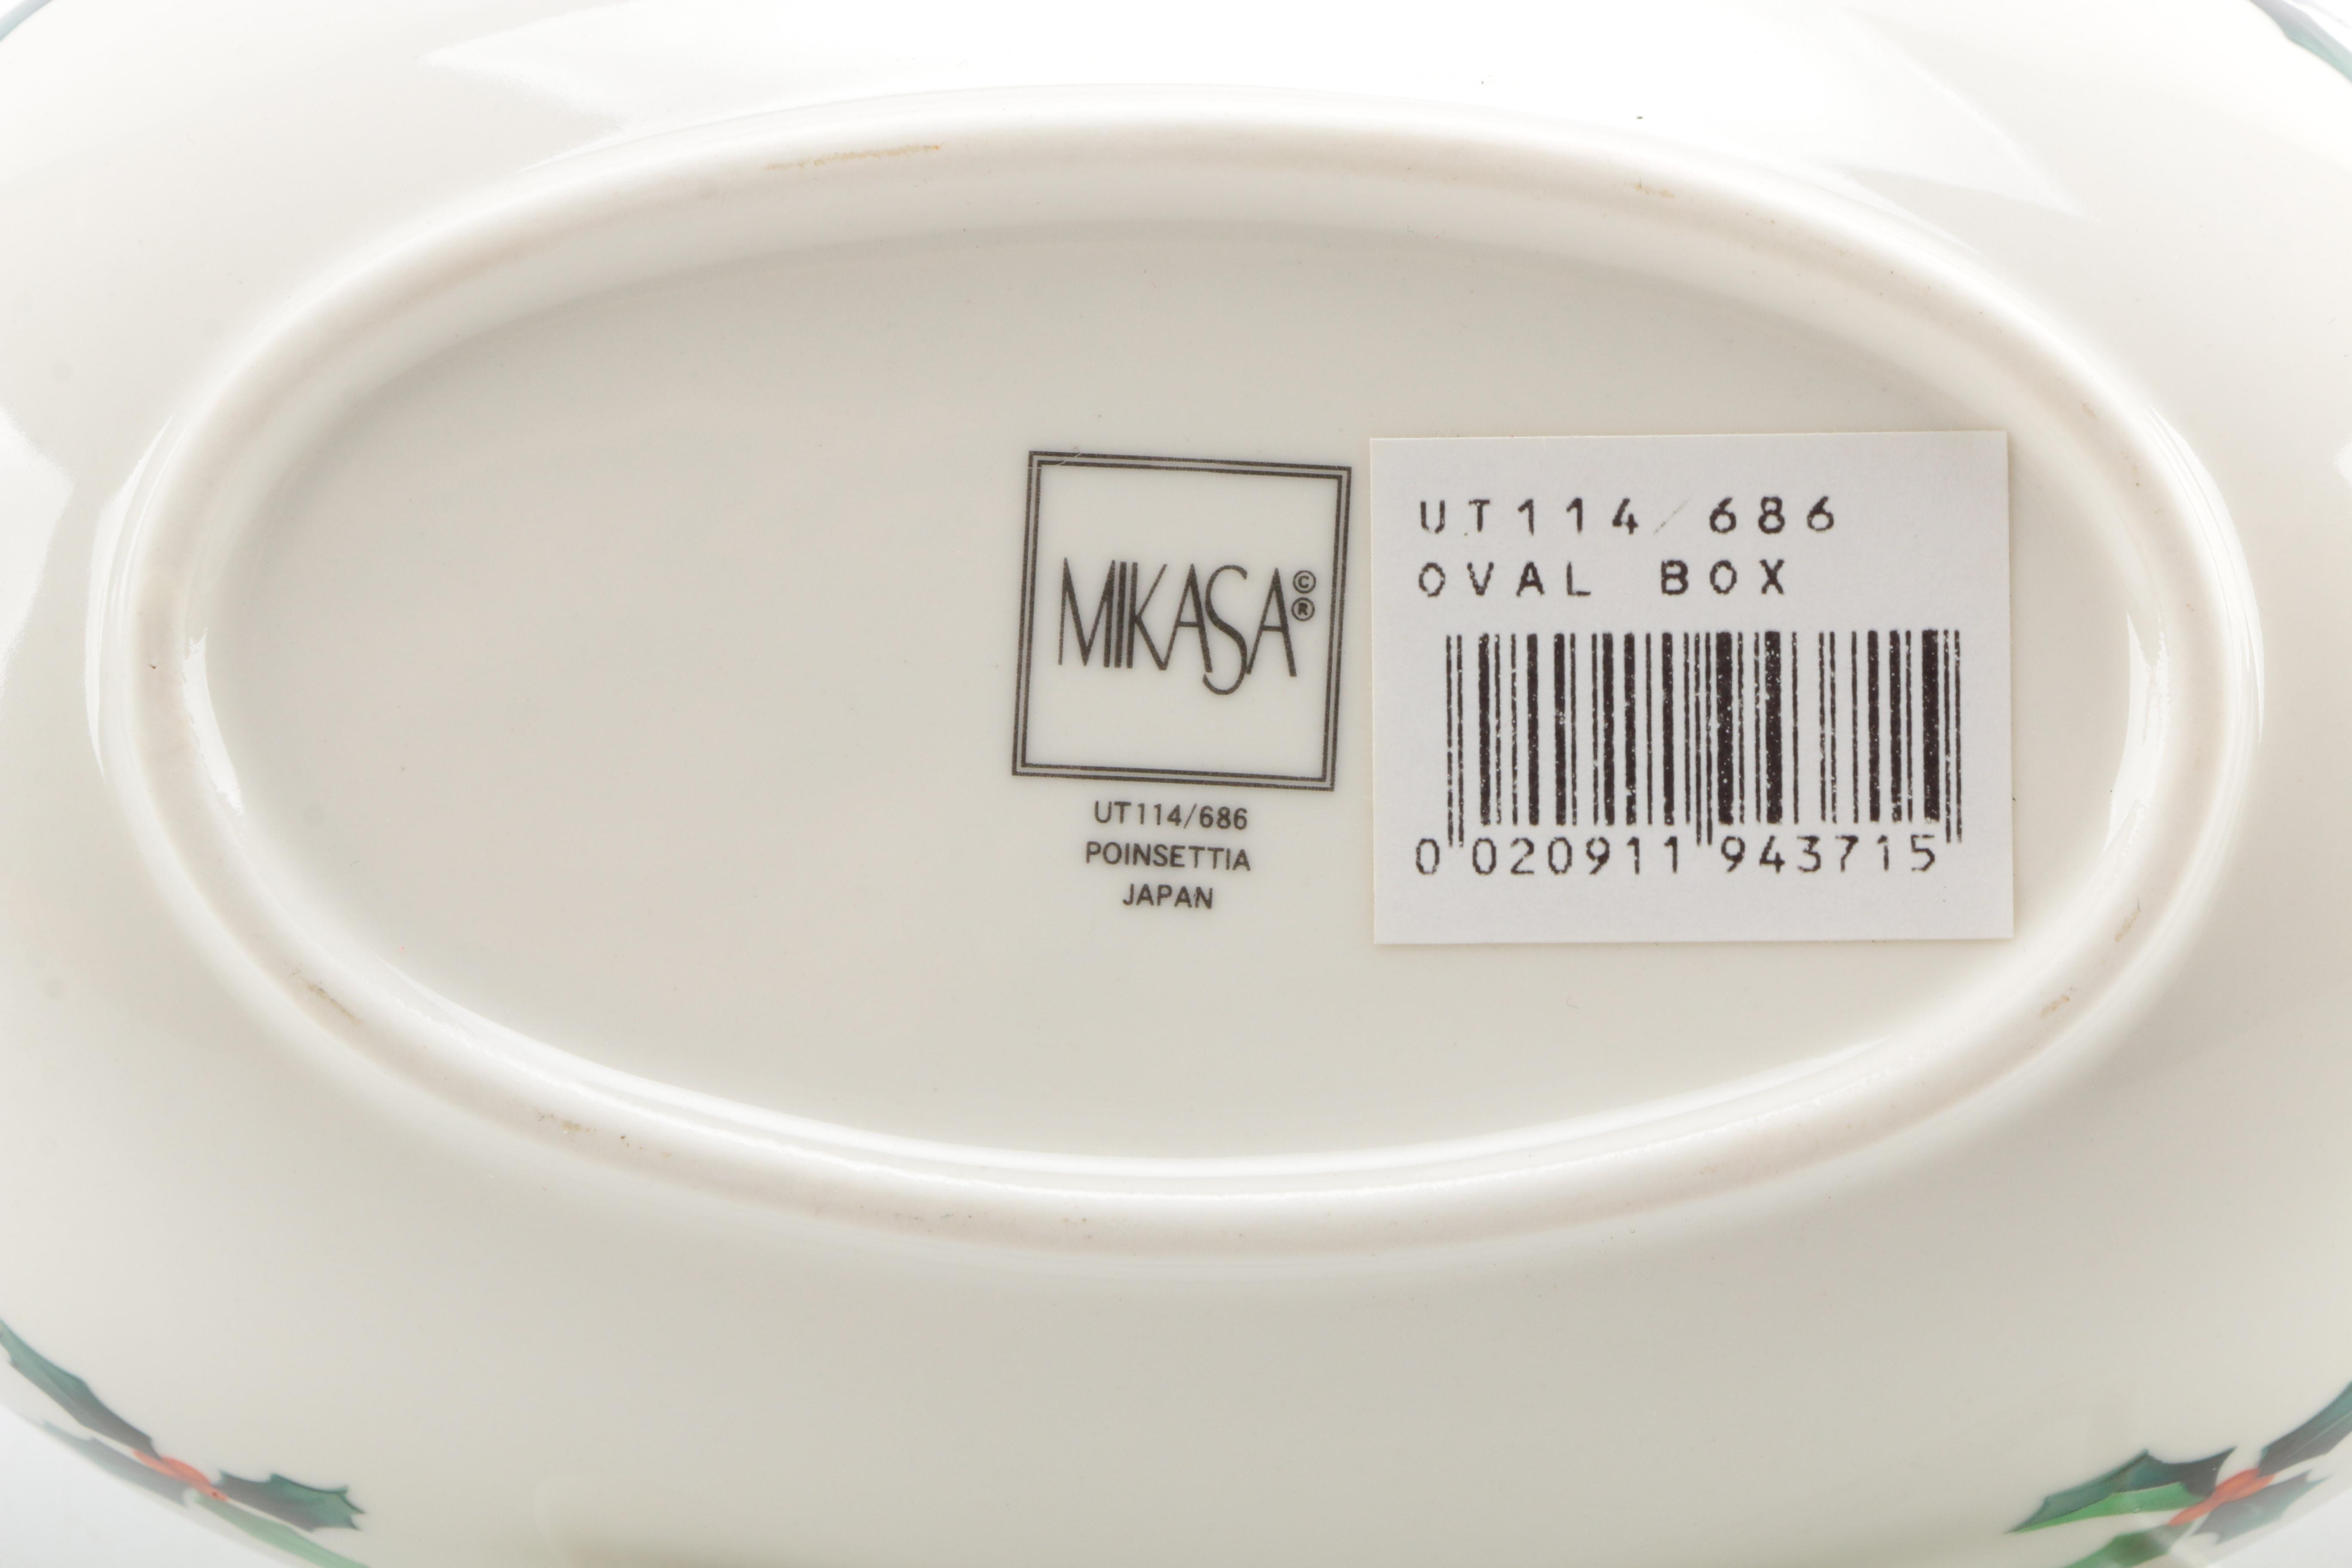 MIKASA©®
UT114/686
POINSETTIA
JAPAN
UT114/686
OVAL BOX
0 020911 943715